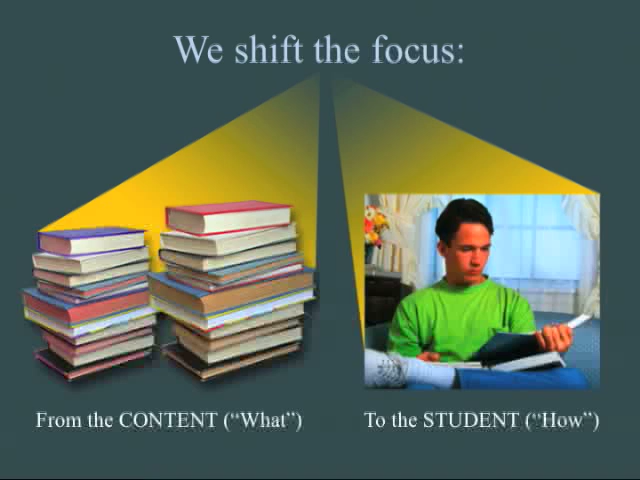 We shift the focus:
From the CONTENT (“What”)
To the STUDENT (“How”)